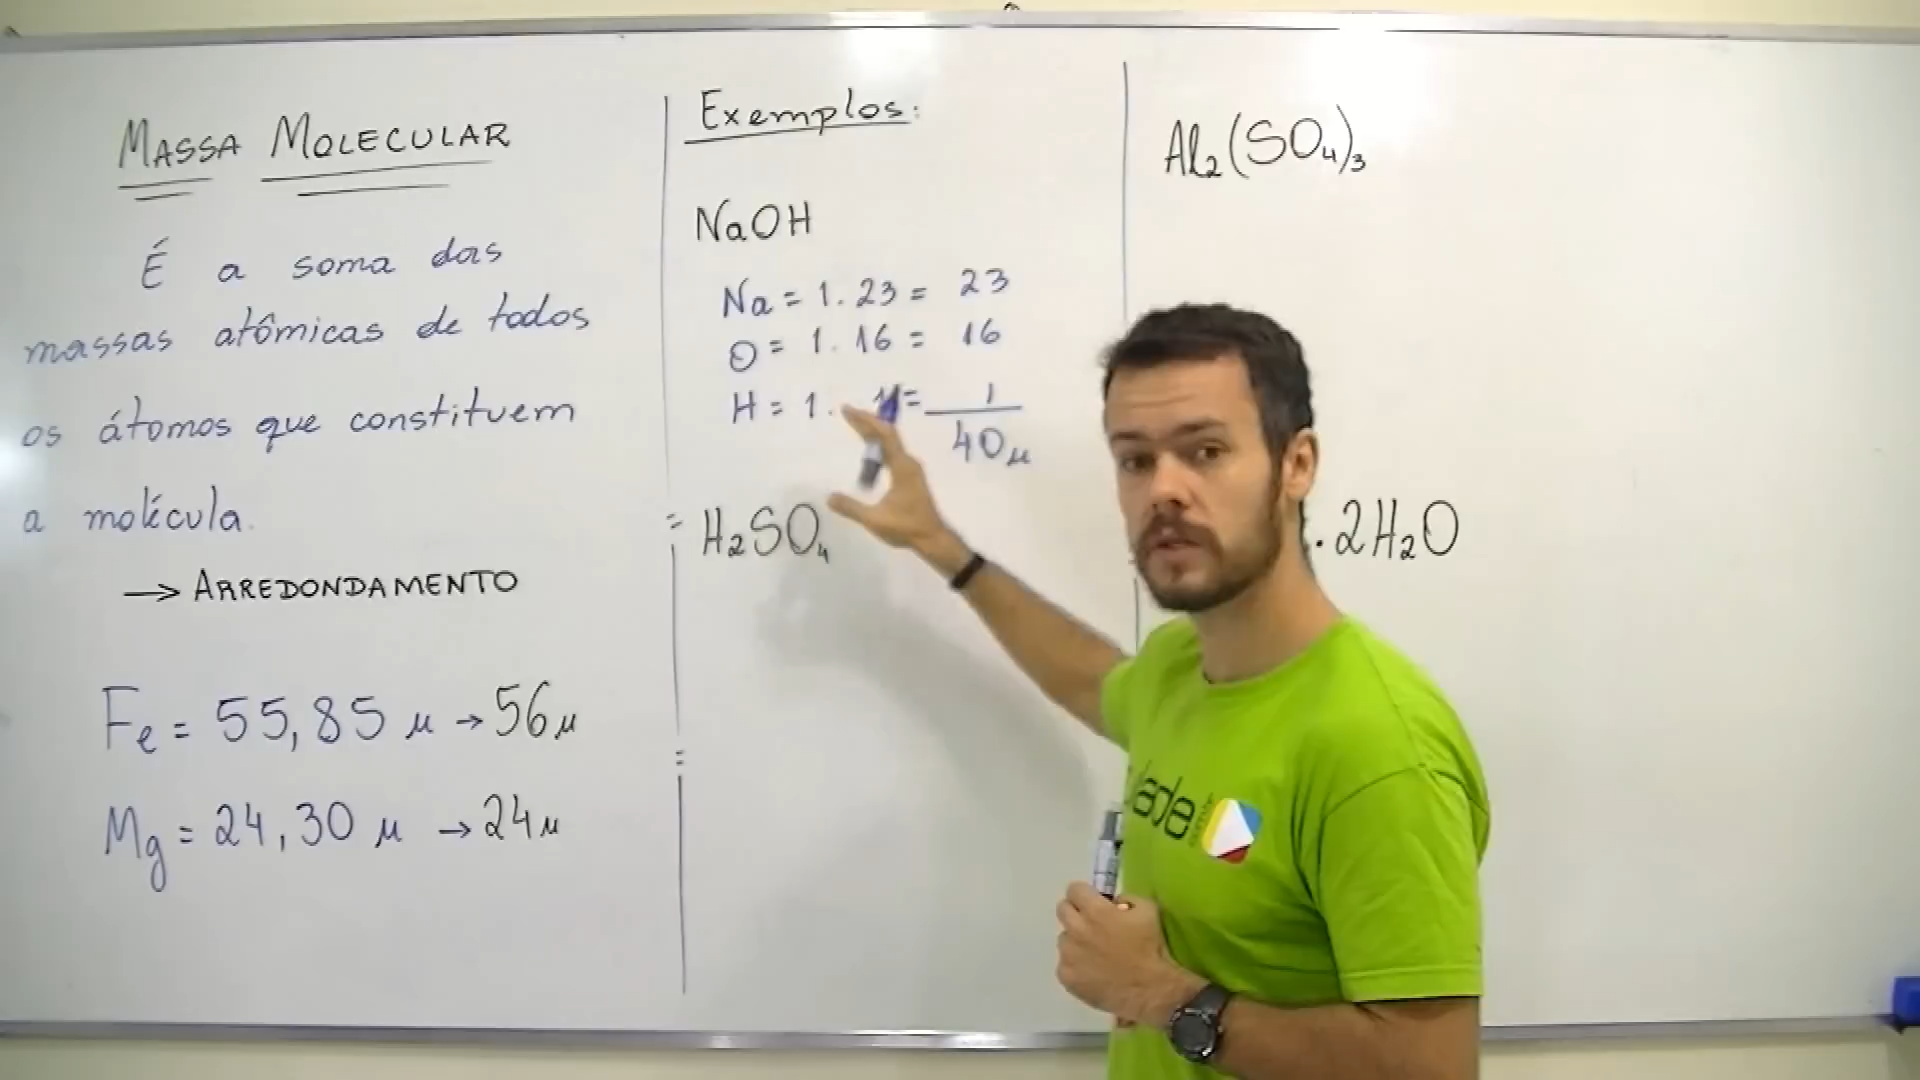 MASSA MOLECULAR
É a soma das
massas atômicas de todos
os átomos que constituem
a molécula.
→ ARREDONDAMENTO
Fe = 55,85 u → 56u
Mg = 24,30 u → 24u
Exemplos:
NaOH
Na = 1. 23 = 23
O = 1. 16 = 16
H = 1. 1 = 1
40u
H₂SO₄
Al₂(SO₄)₃
. 2H₂O